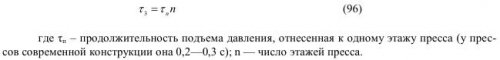 τ₃ = τₙn (96)
где τₙ – продолжительность подъема давления, отнесенная к одному этажу пресса (у прес-
сов современной конструкции она 0,2—0,3 с); n — число этажей пресса.